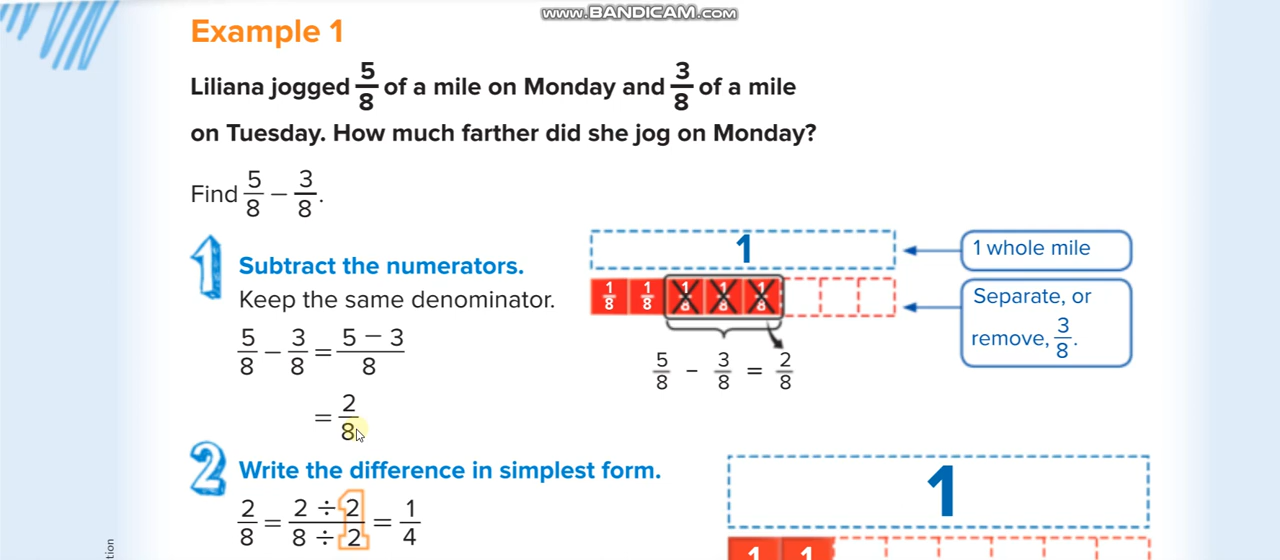 www.BANDICAM.com
Example 1
Liliana jogged 5/8 of a mile on Monday and 3/8 of a mile
on Tuesday. How much farther did she jog on Monday?
Find 5/8 − 3/8.
1
Subtract the numerators.
Keep the same denominator.
5/8 − 3/8 = (5 − 3)/8
= 2/8
1
1 whole mile
1/8 1/8 1/8 1/8 1/8
Separate, or
remove, 3/8.
5/8 - 3/8 = 2/8
2
Write the difference in simplest form.
2/8 = (2 ÷ 2)/(8 ÷ 2) = 1/4
1
1
1 1
tion